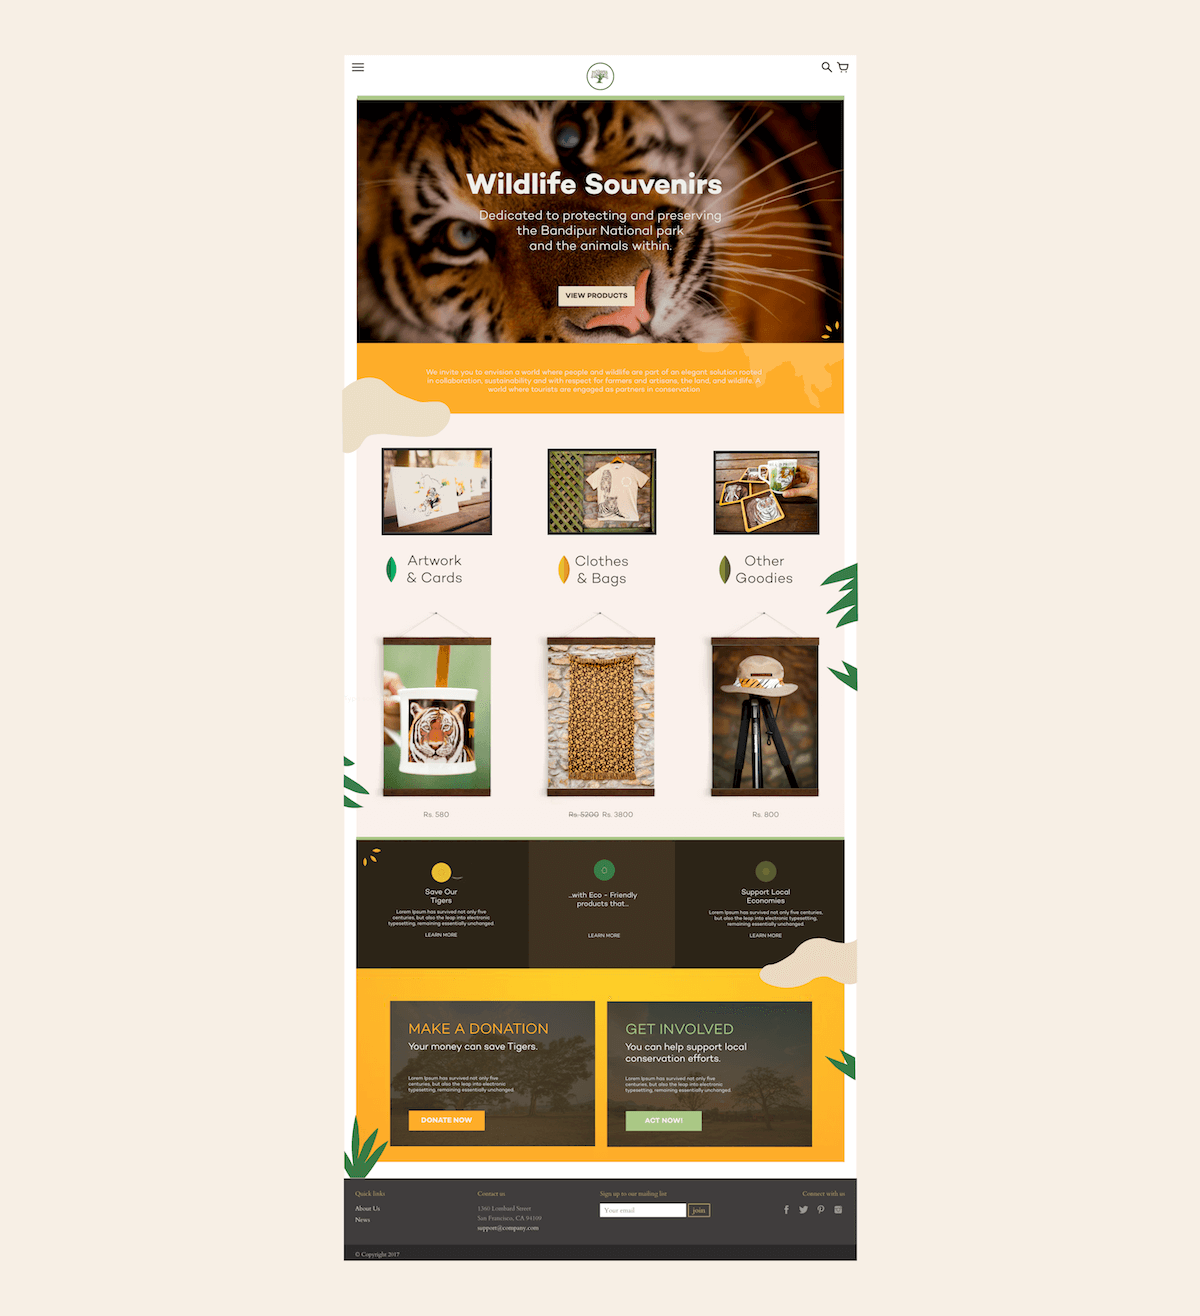 Wildlife Souvenirs
Dedicated to protecting and preserving
the Bandipur National park
and the animals within.
VIEW PRODUCTS
We invite you to envision a world where people and wildlife are part of an elegant solution rooted
in collaboration, sustainability and with respect for farmers and artisans, the land, and wildlife. A
world where tourists are engaged as partners in conservation
Artwork
& Cards
Clothes
& Bags
Other
Goodies
Rs. 580
Rs. 5200 Rs. 3800
Rs. 800
Save Our
Tigers
Lorem Ipsum has survived not only five
centuries, but also the leap into electronic
typesetting, remaining essentially unchanged.
LEARN MORE
...with Eco - Friendly
products that...
LEARN MORE
Support Local
Economies
Lorem Ipsum has survived not only five centuries,
but also the leap into electronic
typesetting, remaining essentially unchanged.
LEARN MORE
MAKE A DONATION
Your money can save Tigers.
Lorem Ipsum has survived not only five
centuries, but also the leap into electronic
typesetting, remaining essentially unchanged.
DONATE NOW
GET INVOLVED
You can help support local
conservation efforts.
Lorem Ipsum has survived not only five
centuries, but also the leap into electronic
typesetting, remaining essentially unchanged.
ACT NOW!
Quick links
About Us
News
Contact us
1360 Lombard Street
San Francisco, CA 94109
support@company.com
Sign up to our mailing list
Your email
join
Connect with us
© Copyright 2017